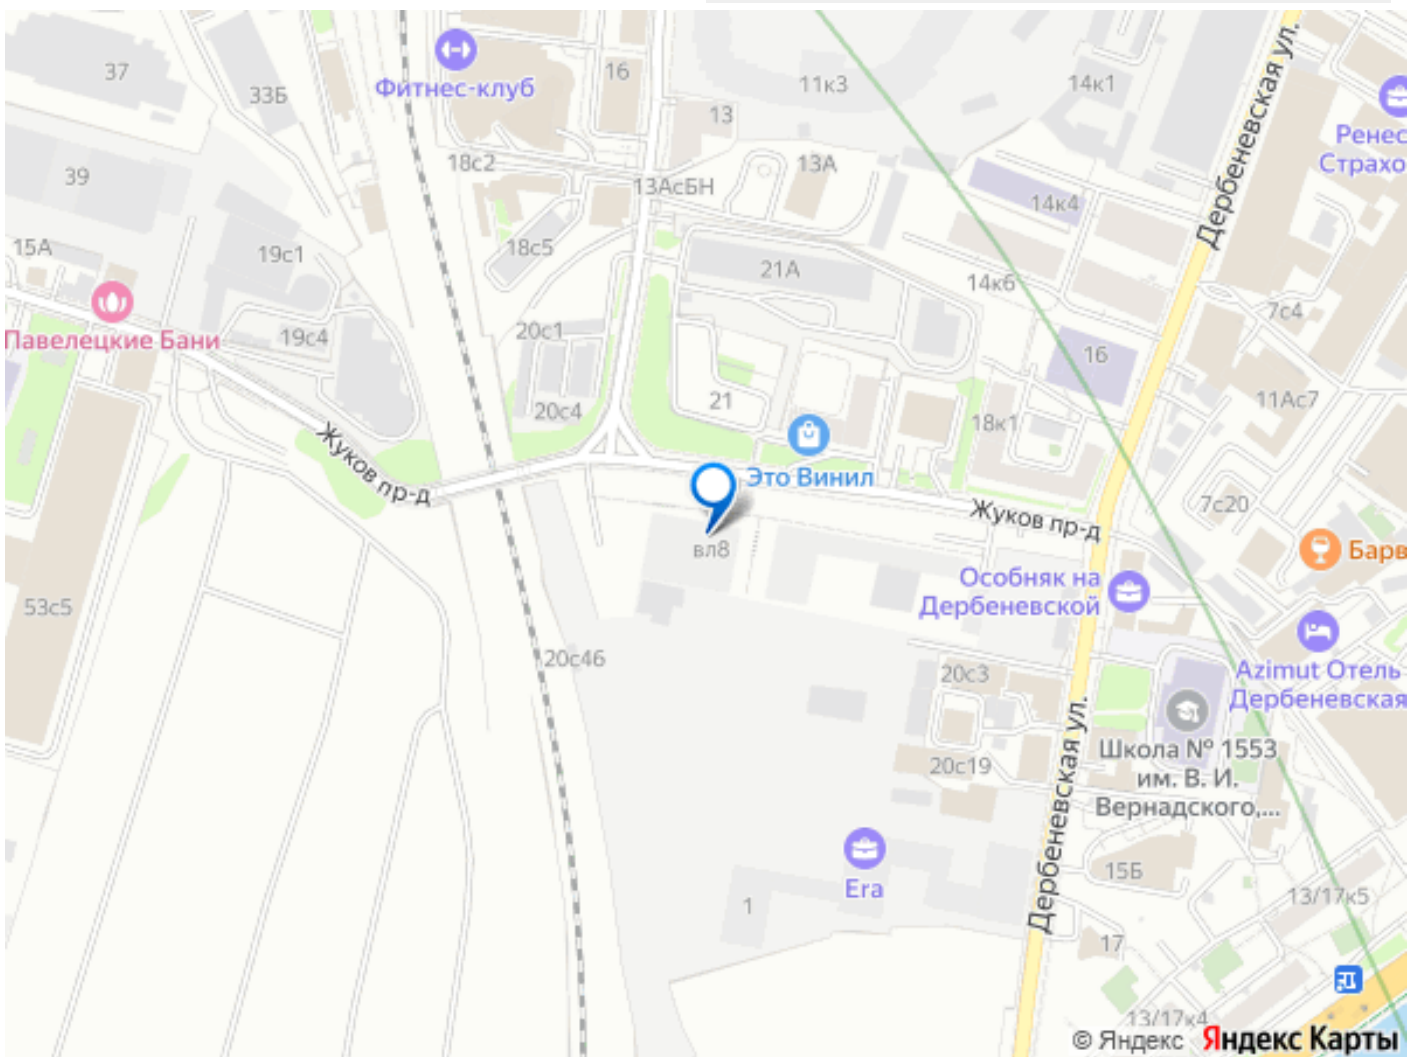 37
33Б
Фитнес-клуб
16
11к3
14к1
Дербеневская ул.
Ренес
Страхо
13
39
18с2
13А
13АсБН
14к4
15А
19с1
18с5
21А
14к6
7с4
Павелецкие Бани
19с4
20с1
16
20с4
21
18к1
11Ас7
Жуков пр-д
Это Винил
7с20
Жуков пр-д
вл8
Барв
Особняк на
Дербеневской
53с5
20с46
20с3
Azimut Отель
Дербеневская
Дербеневская ул.
Школа № 1553
им. В. И.
Вернадского,...
20с19
15Б
Era
1
13/17к5
17
13/17к4
© Яндекс Яндекс Карты